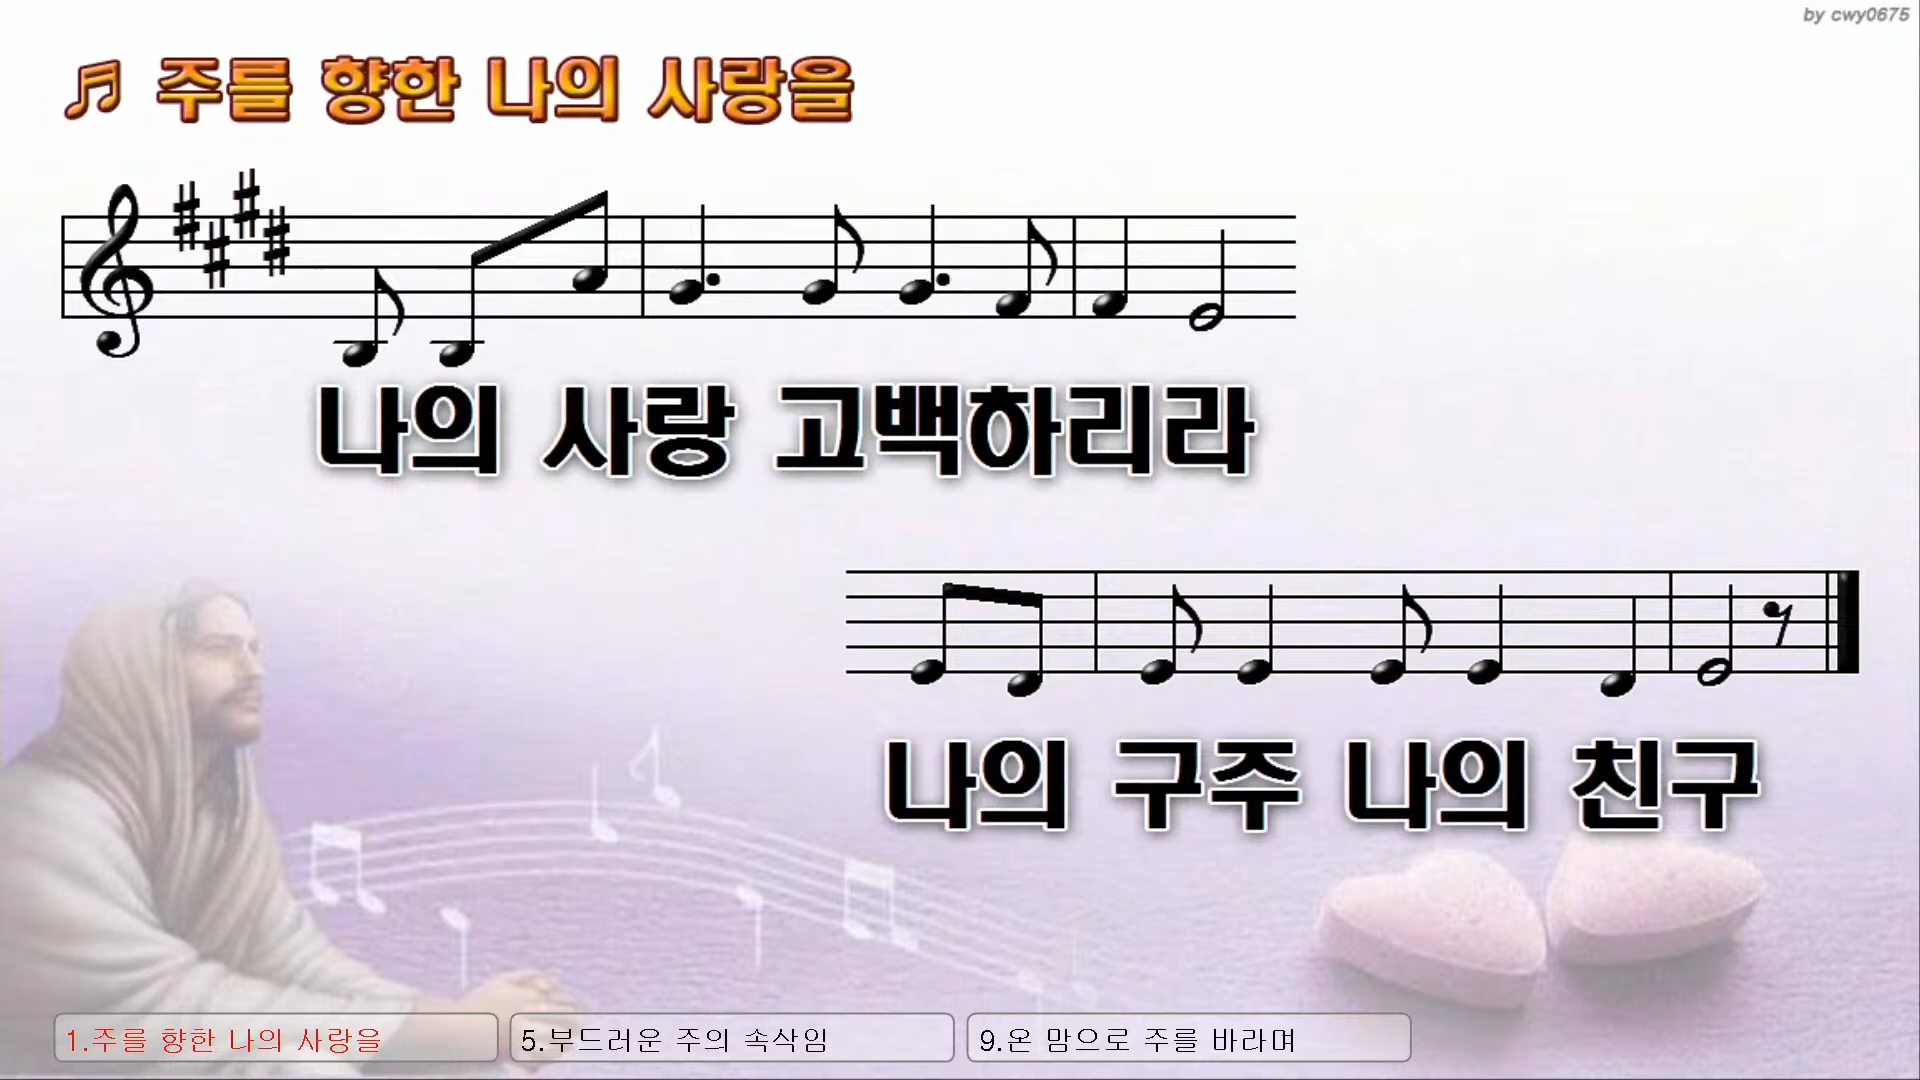 by cwy0675
주를 향한 나의 사랑을
나의 사랑 고백하리라
나의 구주 나의 친구
1.주를 향한 나의 사랑을
5.부드러운 주의 속삭임
9.온 맘으로 주를 바라며